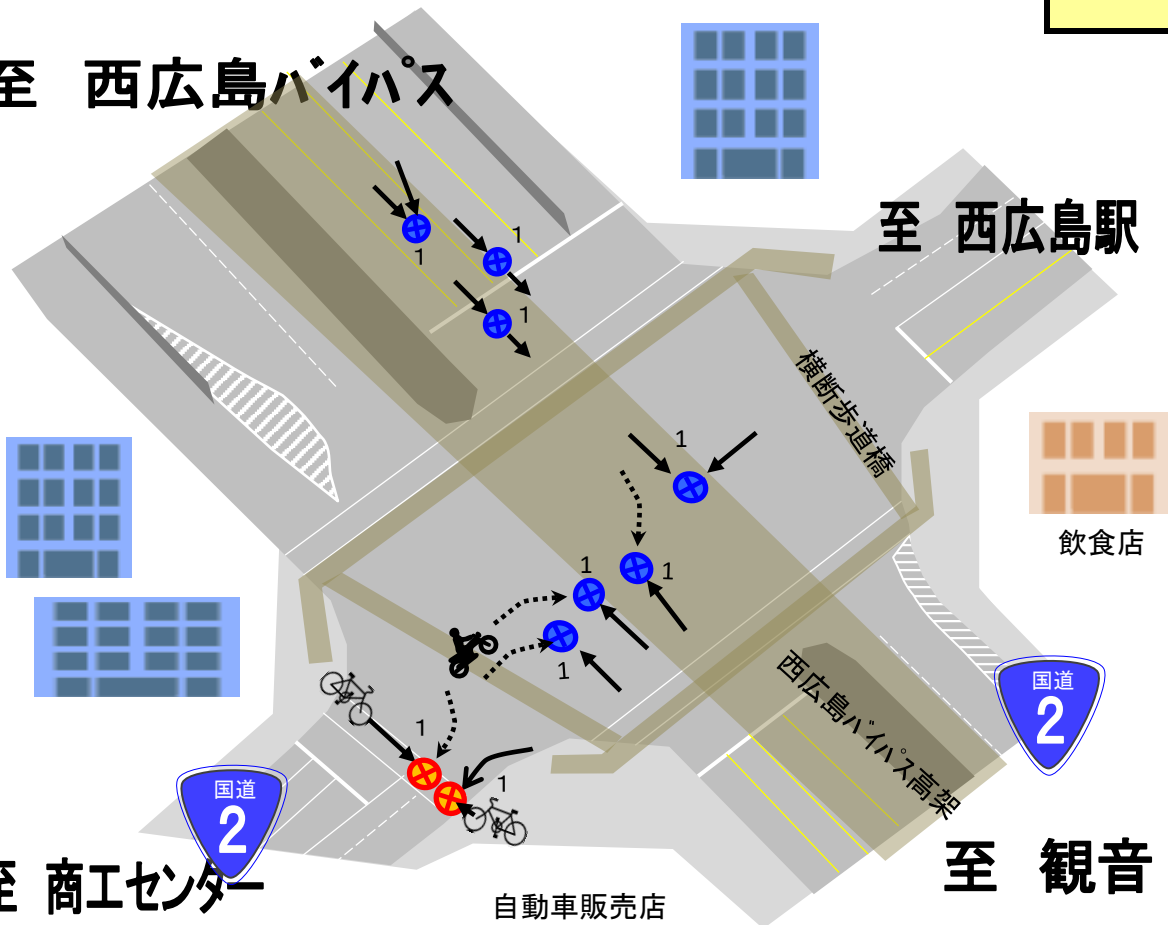 至 西広島バイパス
至 西広島駅
1
1
1
横断歩道橋
1
飲食店
1
1
1
西広島バイパス高架
国道
2
1
1
国道
2
至 商工センター
至 観音
自動車販売店